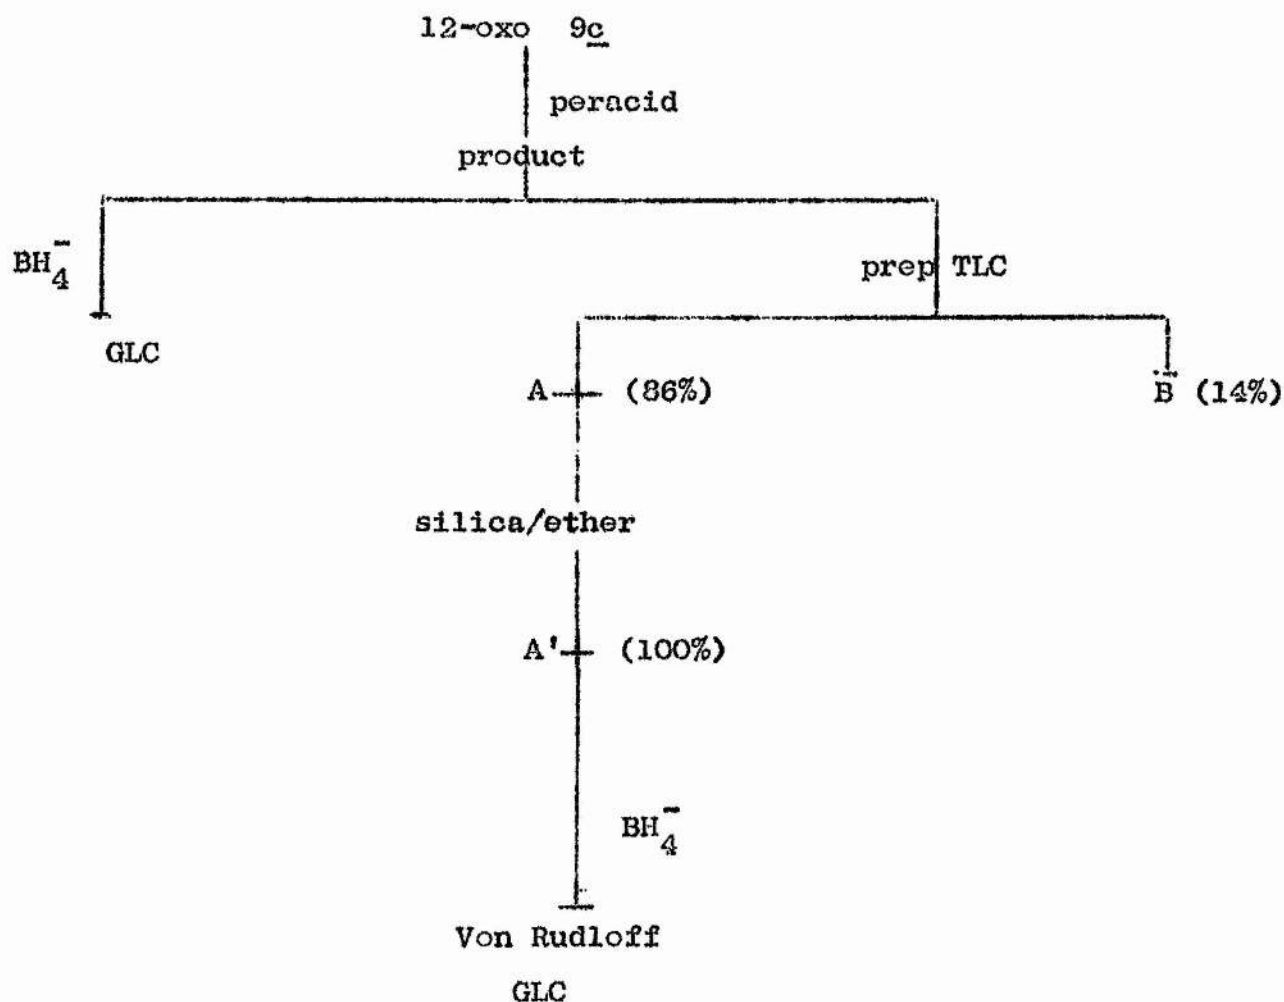 12-oxo 9c
peracid
product
BH4-
prep TLC
GLC
A (86%)
B (14%)
silica/ether
A' (100%)
BH4-
Von Rudloff
GLC